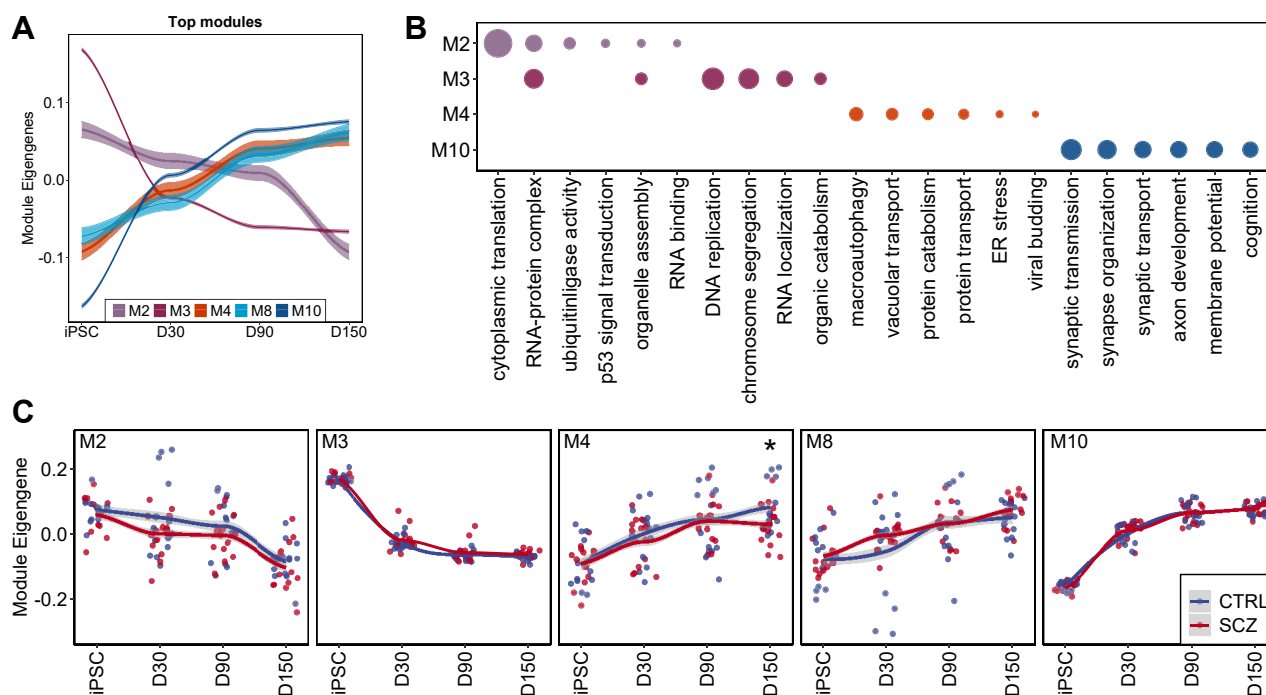 A
Top modules
Module Eigengenes
0.1
0.0
-0.1
M2 M3 M4 M8 M10
iPSC D30 D90 D150
B
M2
M3
M4
M10
cytoplasmic translation
RNA-protein complex
ubiquitinligase activity
p53 signal transduction
organelle assembly
RNA binding
DNA replication
chromosome segregation
RNA localization
organic catabolism
macroautophagy
vacuolar transport
protein catabolism
protein transport
ER stress
viral budding
synaptic transmission
synapse organization
synaptic transport
axon development
membrane potential
cognition
C
Module Eigengene
0.2
0.0
-0.2
M2
M3
M4
*
M8
M10
CTRL
SCZ
iPSC D30 D90 D150
iPSC D30 D90 D150
iPSC D30 D90 D150
iPSC D30 D90 D150
iPSC D30 D90 D150